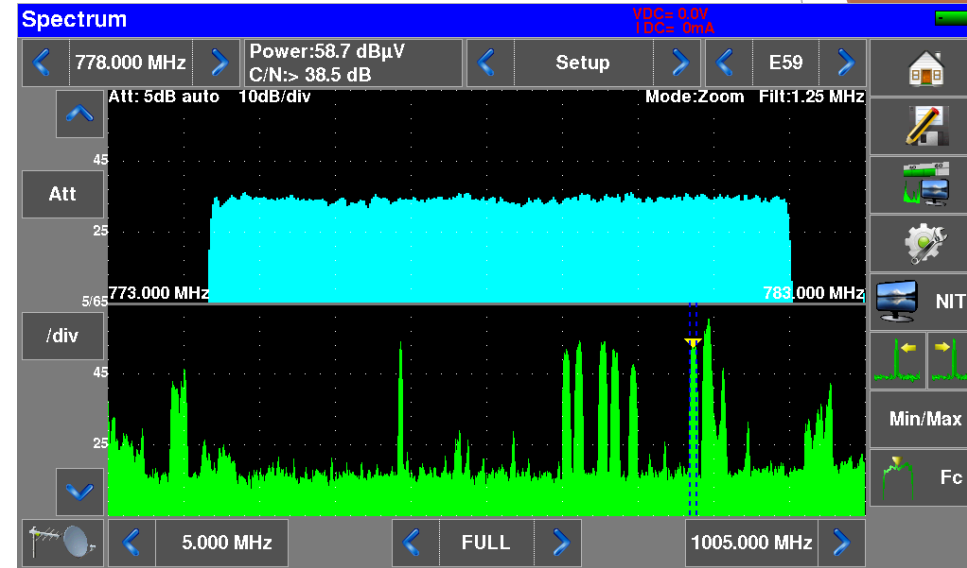 Spectrum
VDC= 0.0V
IDC= 0mA
778.000 MHz
Power:58.7 dBµV
C/N:> 38.5 dB
Setup
E59
Att: 5dB auto 10dB/div
Mode:Zoom Filt:1.25 MHz
45
Att
25
5/65
773.000 MHz
783.000 MHz
NIT
/div
45
Min/Max
25
Fc
5.000 MHz
FULL
1005.000 MHz